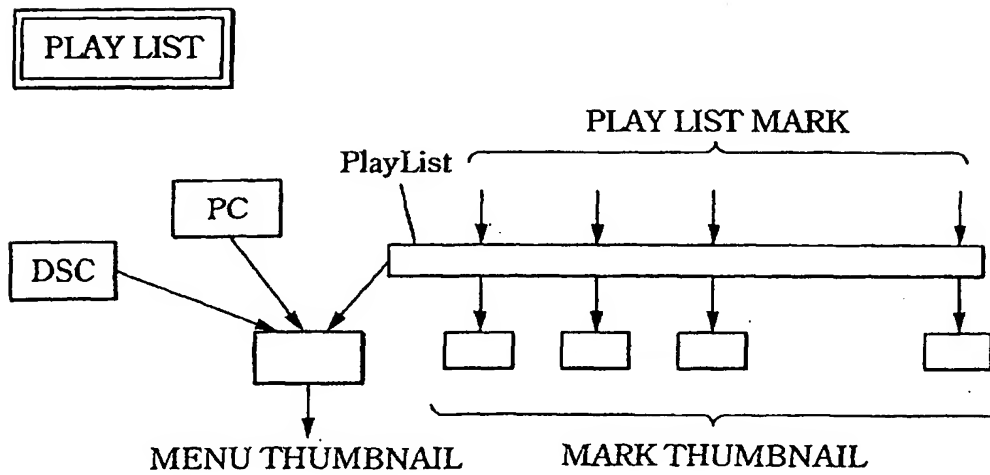 PLAY LIST
PLAY LIST MARK
PlayList
PC
DSC
MENU THUMBNAIL
MARK THUMBNAIL